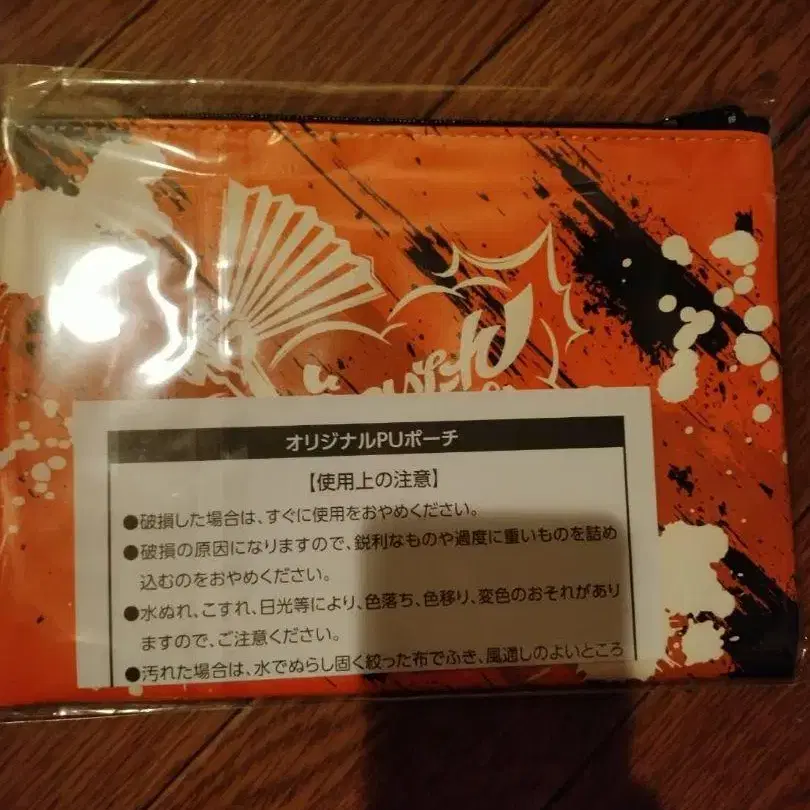 オリジナルPUポーチ
【使用上の注意】
●破損した場合は、すぐに使用をおやめください。
●破損の原因になりますので、鋭利なものや過度に重いものを詰め
込むのをおやめください。
●水ぬれ、こすれ、日光等により、色落ち、色移り、変色のおそれがあり
ますので、ご注意ください。
●汚れた場合は、水でぬらし固く絞った布でふき、風通しのよいところ